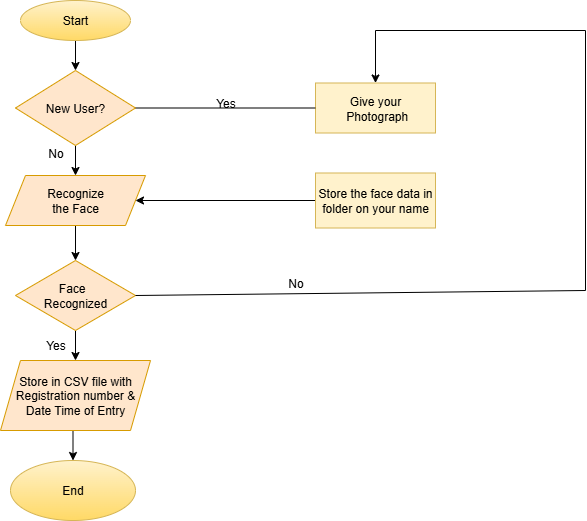 Start
New User?
Yes
Give your
Photograph
No
Recognize
the Face
Store the face data in
folder on your name
Face
Recognized
No
Yes
Store in CSV file with
Registration number &
Date Time of Entry
End